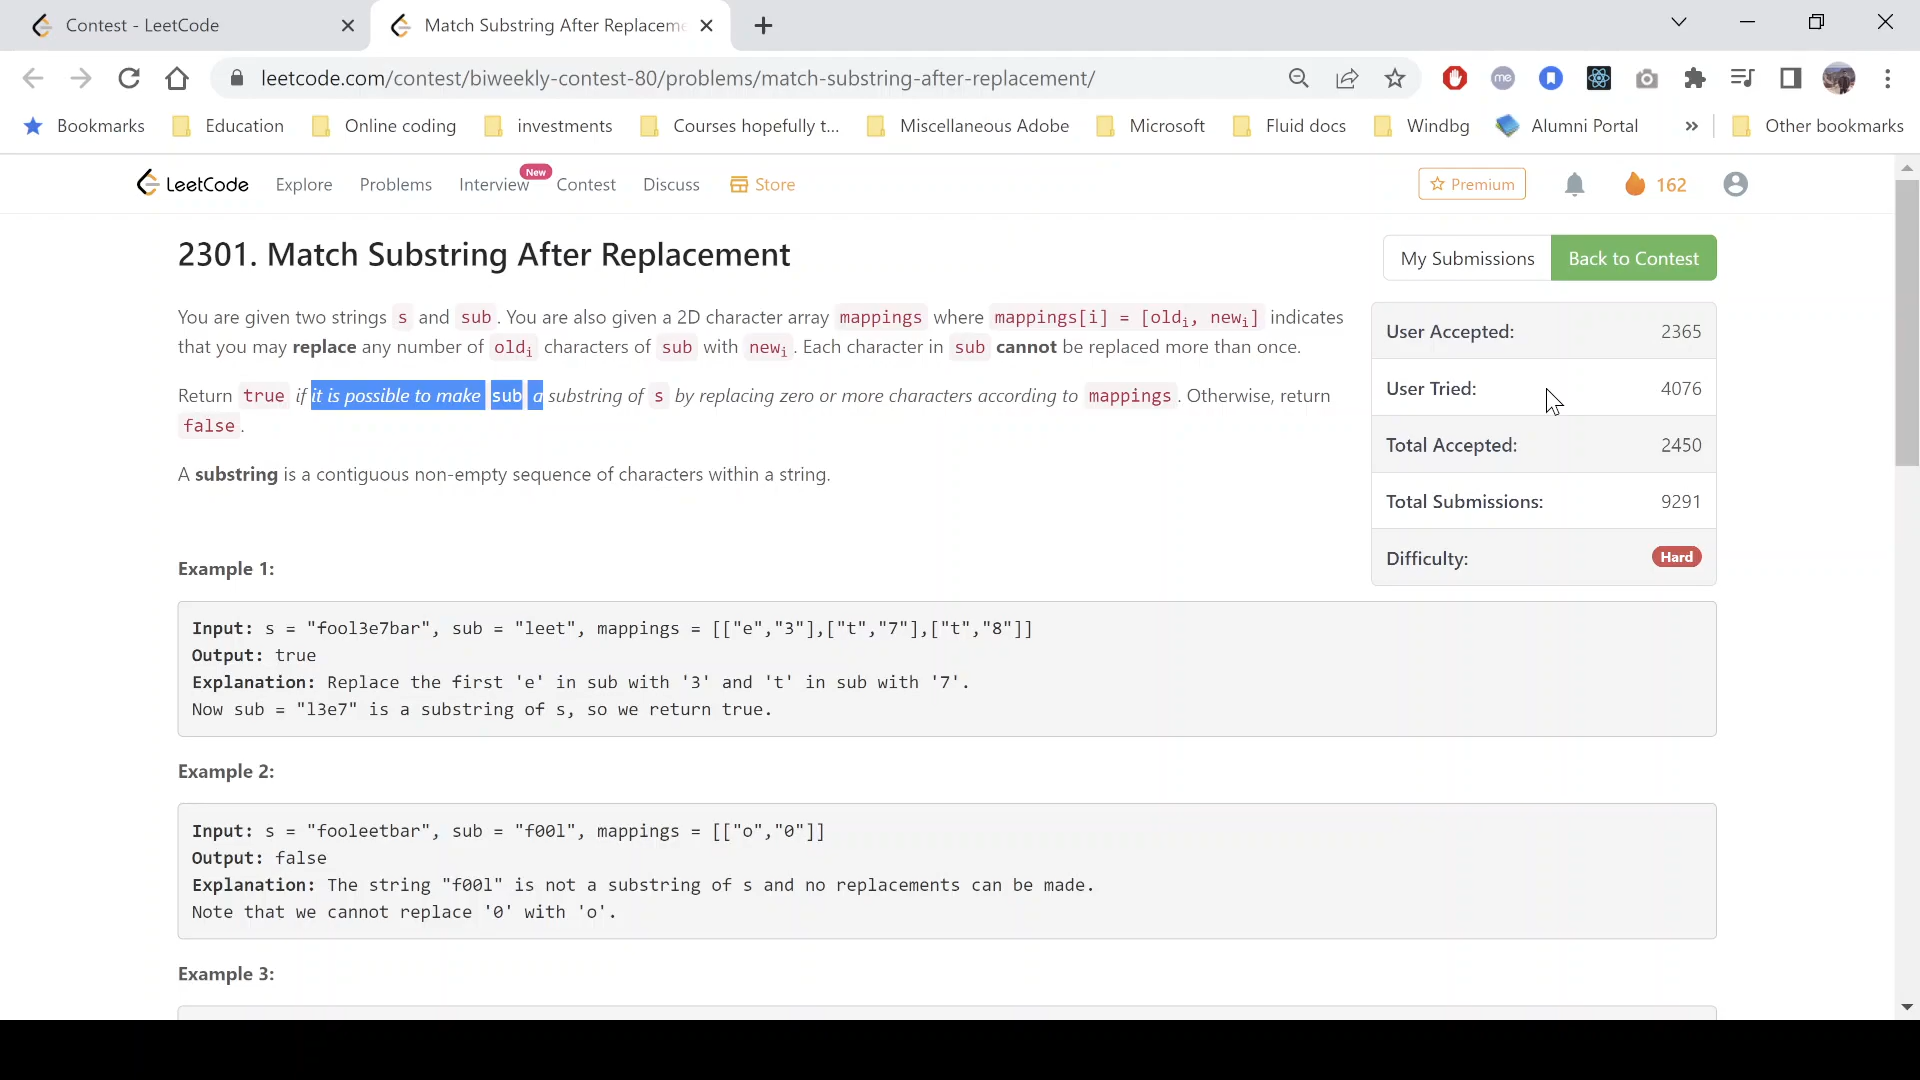 Contest - LeetCode
Match Substring After Replaceme
leetcode.com/contest/biweekly-contest-80/problems/match-substring-after-replacement/
me
Bookmarks Education Online coding investments Courses hopefully t... Miscellaneous Adobe Microsoft Fluid docs Windbg Alumni Portal » Other bookmarks
LeetCode Explore Problems Interview New Contest Discuss Store Premium 162
2301. Match Substring After Replacement
My Submissions Back to Contest
You are given two strings s and sub. You are also given a 2D character array mappings where mappings[i] = [oldi, newi] indicates
that you may replace any number of oldi characters of sub with newi. Each character in sub cannot be replaced more than once.
Return true if it is possible to make sub a substring of s by replacing zero or more characters according to mappings. Otherwise, return
false.
A substring is a contiguous non-empty sequence of characters within a string.
User Accepted: 2365
User Tried: 4076
Total Accepted: 2450
Total Submissions: 9291
Difficulty: Hard
Example 1:
Input: s = "fool3e7bar", sub = "leet", mappings = [["e","3"],["t","7"],["t","8"]]
Output: true
Explanation: Replace the first 'e' in sub with '3' and 't' in sub with '7'.
Now sub = "l3e7" is a substring of s, so we return true.
Example 2:
Input: s = "fooleetbar", sub = "f00l", mappings = [["o","0"]]
Output: false
Explanation: The string "f00l" is not a substring of s and no replacements can be made.
Note that we cannot replace '0' with 'o'.
Example 3: